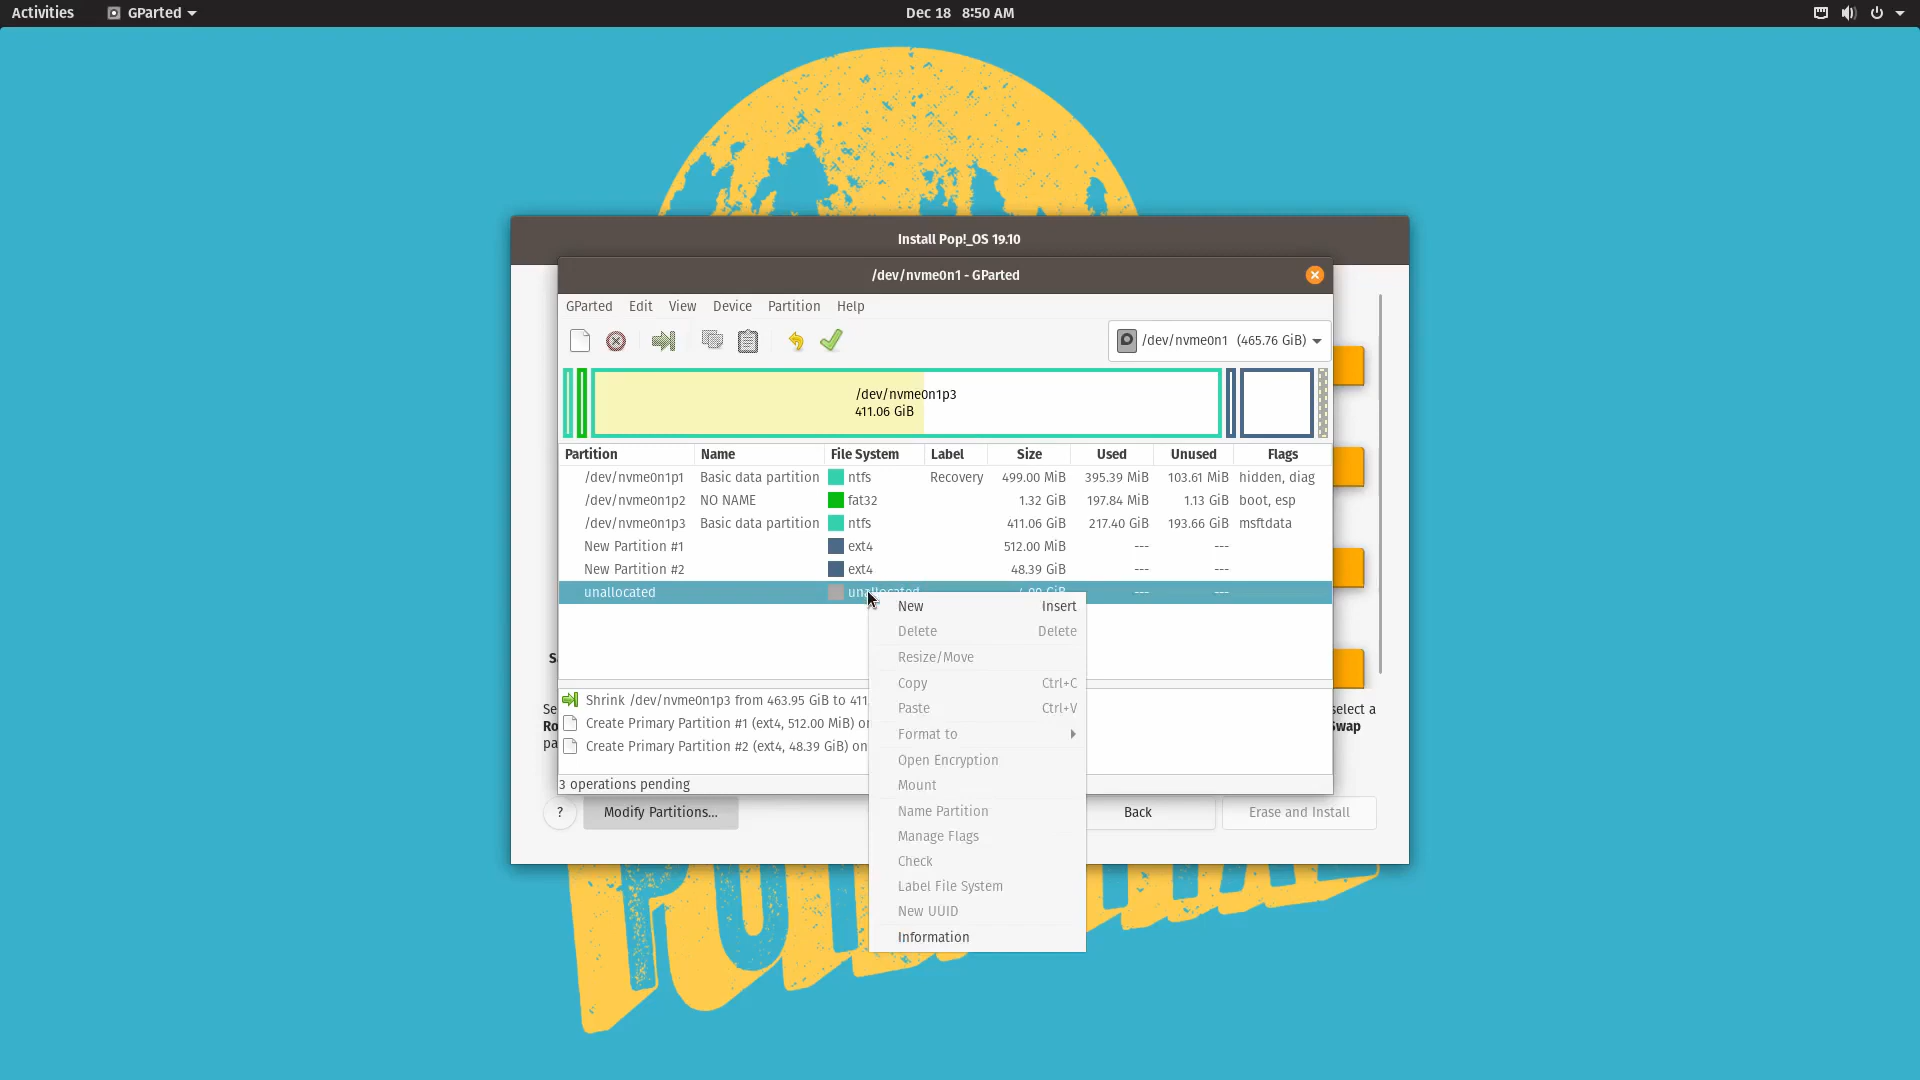 Activities GParted Dec 18 8:50 AM
Install Pop!_OS 19.10
/dev/nvme0n1 - GParted
GParted Edit View Device Partition Help
/dev/nvme0n1 (465.76 GiB)
/dev/nvme0n1p3
411.06 GiB
Partition Name File System Label Size Used Unused Flags
/dev/nvme0n1p1 Basic data partition ntfs Recovery 499.00 MiB 395.39 MiB 103.61 MiB hidden, diag
/dev/nvme0n1p2 NO NAME fat32 1.32 GiB 197.84 MiB 1.13 GiB boot, esp
/dev/nvme0n1p3 Basic data partition ntfs 411.06 GiB 217.40 GiB 193.66 GiB msftdata
New Partition #1 ext4 512.00 MiB --- ---
New Partition #2 ext4 48.39 GiB --- ---
unallocated unallocated --- ---
New Insert
Delete Delete
Resize/Move
Copy Ctrl+C
Paste Ctrl+V
Format to
Open Encryption
Mount
Name Partition
Manage Flags
Check
Label File System
New UUID
Information
Shrink /dev/nvme0n1p3 from 463.95 GiB to 411
Create Primary Partition #1 (ext4, 512.00 MiB) on
Create Primary Partition #2 (ext4, 48.39 GiB) on
3 operations pending
select a
Swap
? Modify Partitions... Back Erase and Install